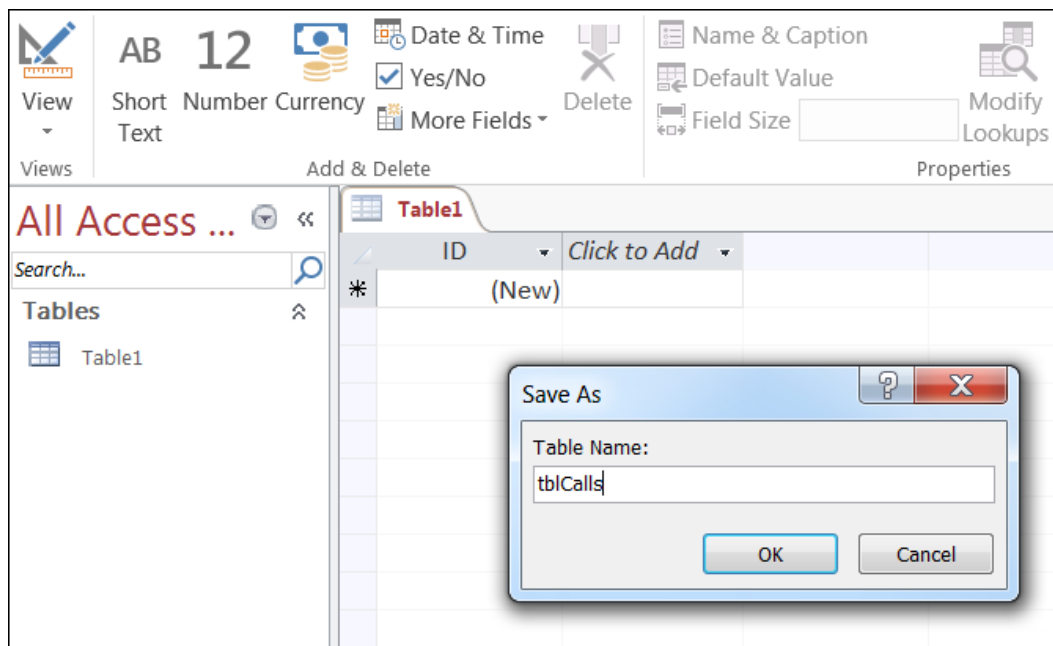 View
Views
AB
Short
Text
12
Number
Currency
Date & Time
Yes/No
More Fields
Delete
Add & Delete
Name & Caption
Default Value
Field Size
Modify
Lookups
Properties
All Access ...
Search...
Tables
Table1
Table1
ID
Click to Add
(New)
Save As
Table Name:
tblCalls
OK
Cancel